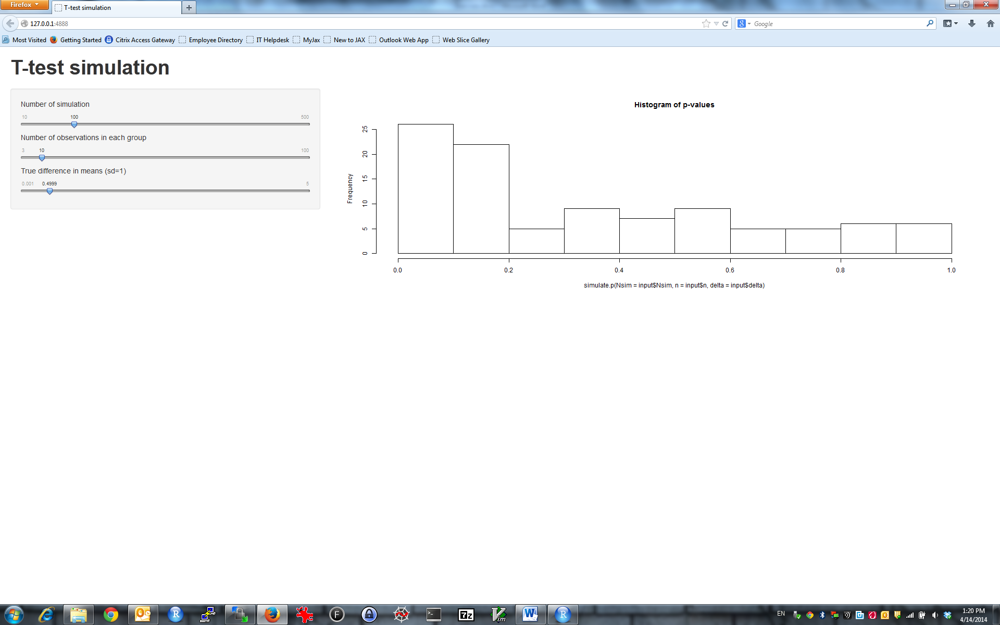 Firefox
T-test simulation
127.0.0.1:4888
Google
Most Visited Getting Started Citrix Access Gateway Employee Directory IT Helpdesk MyJax New to JAX Outlook Web App Web Slice Gallery
T-test simulation
Number of simulation
10 100 500
Number of observations in each group
3 10 100
True difference in means (sd=1)
0.001 0.4999 5
Histogram of p-values
Frequency
25
20
15
10
5
0
0.0 0.2 0.4 0.6 0.8 1.0
simulate.p(Nsim = input$Nsim, n = input$n, delta = input$delta)
EN
1:20 PM
4/14/2014